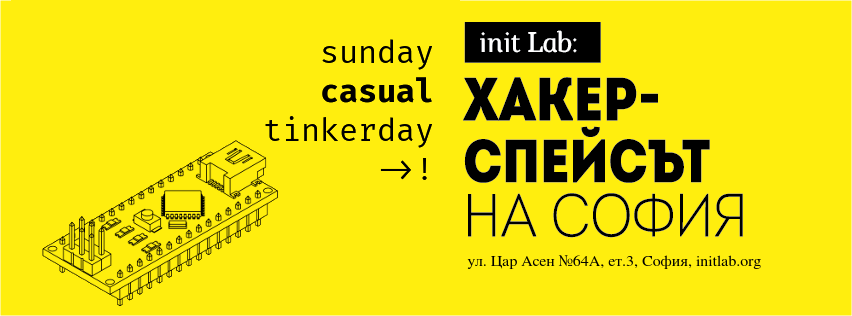 sunday
casual
tinkerday
->!
init Lab:
ХАКЕР-
СПЕЙСЪТ
НА СОФИЯ
ул. Цар Асен №64А, ет.3, София, initlab.org